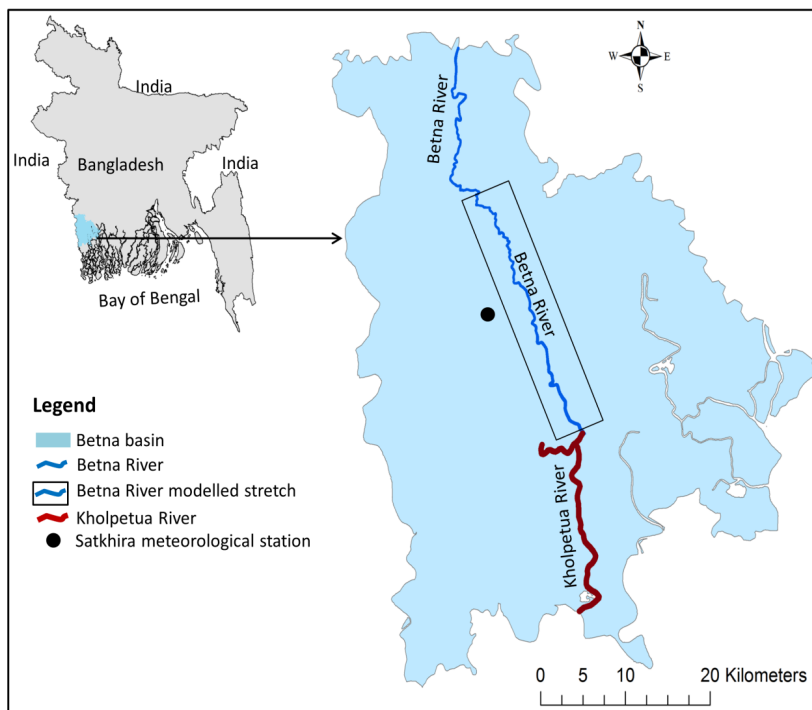 India
India
Bangladesh
India
Bay of Bengal
N
W
E
S
Betna River
Betna River
Kholpetua River
Legend
Betna basin
Betna River
Betna River modelled stretch
Kholpetua River
Satkhira meteorological station
0 5 10 20 Kilometers